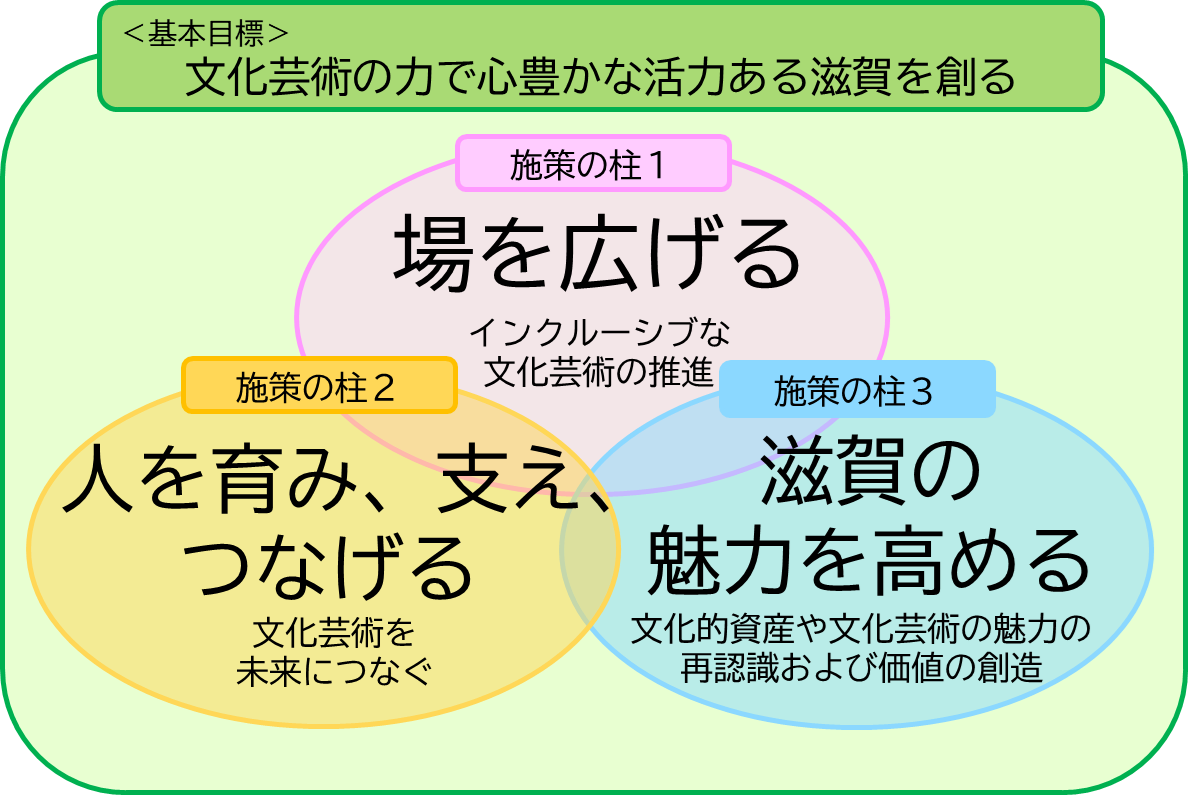 ＜基本目標＞
文化芸術の力で心豊かな活力ある滋賀を創る
施策の柱１
場を広げる
インクルーシブな
文化芸術の推進
施策の柱２
人を育み、支え、
つなげる
文化芸術を
未来につなぐ
施策の柱３
滋賀の
魅力を高める
文化的資産や文化芸術の魅力の
再認識および価値の創造